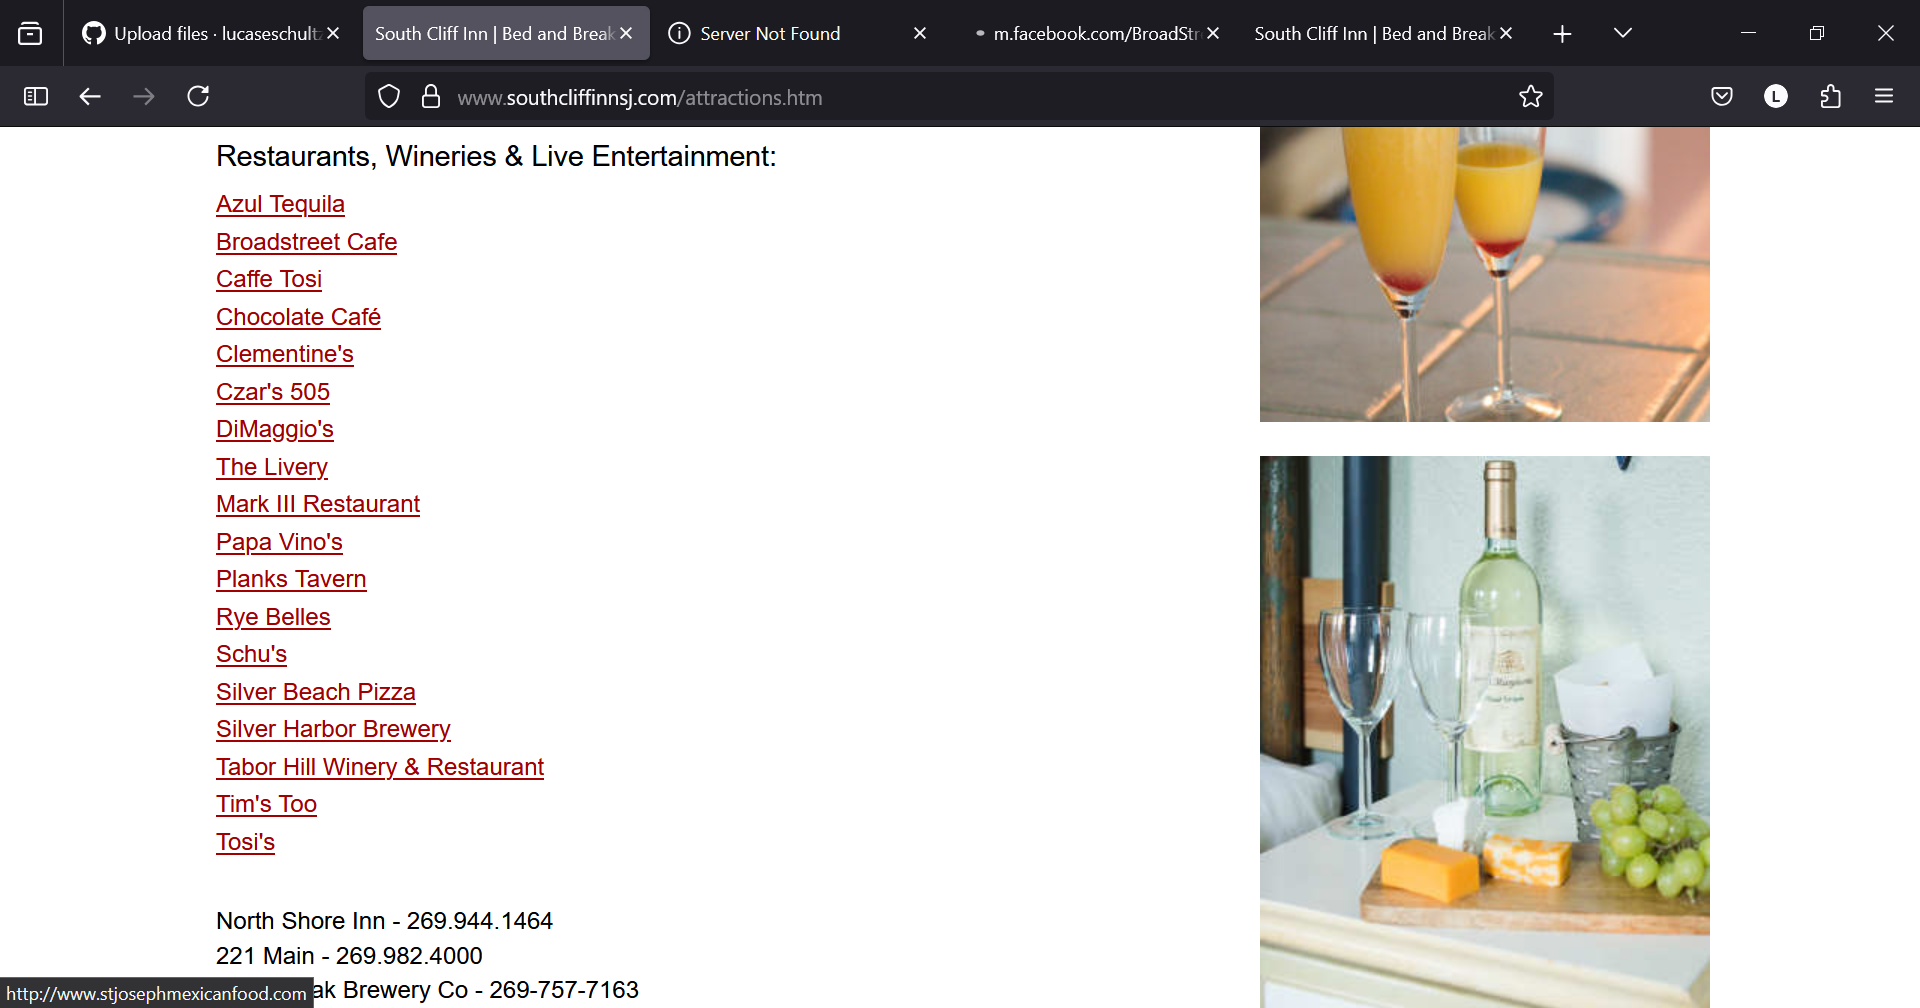 Upload files · lucaseschult
South Cliff Inn | Bed and Break
Server Not Found
m.facebook.com/BroadStr
South Cliff Inn | Bed and Break
www.southcliffinnsj.com/attractions.htm
L
Restaurants, Wineries & Live Entertainment:
Azul Tequila
Broadstreet Cafe
Caffe Tosi
Chocolate Café
Clementine's
Czar's 505
DiMaggio's
The Livery
Mark III Restaurant
Papa Vino's
Planks Tavern
Rye Belles
Schu's
Silver Beach Pizza
Silver Harbor Brewery
Tabor Hill Winery & Restaurant
Tim's Too
Tosi's
North Shore Inn - 269.944.1464
221 Main - 269.982.4000
ak Brewery Co - 269-757-7163
http://www.stjosephmexicanfood.com